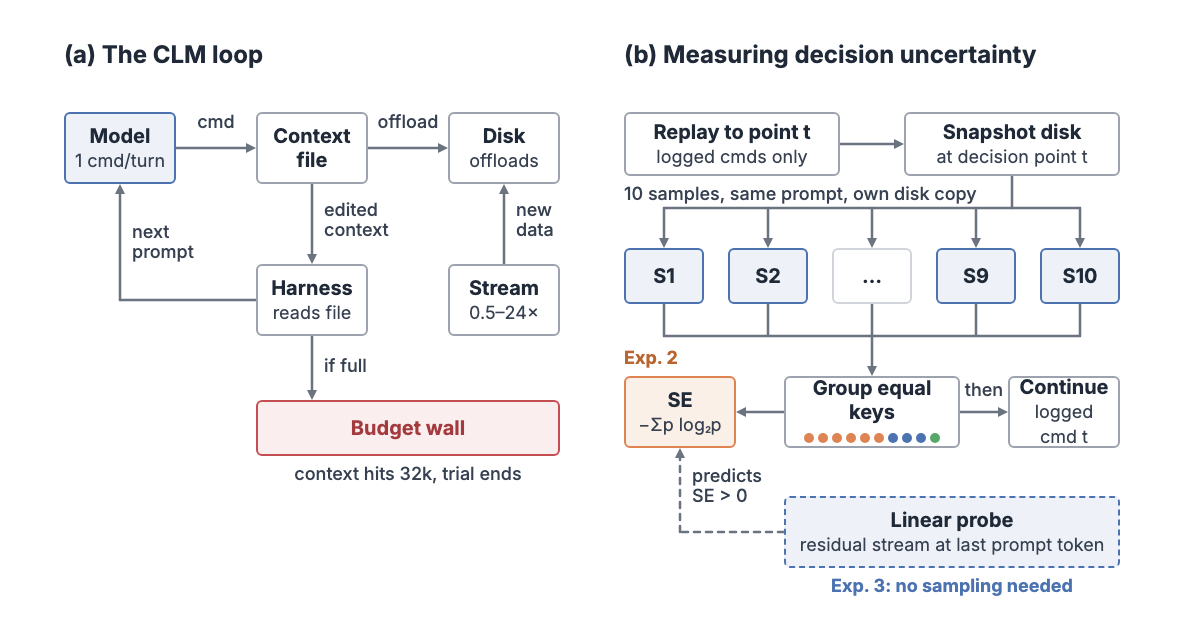 (a) The CLM loop
Model
1 cmd/turn
cmd
Context
file
offload
Disk
offloads
next
prompt
edited
context
new
data
Harness
reads file
Stream
0.5–24×
if full
Budget wall
context hits 32k, trial ends
(b) Measuring decision uncertainty
Replay to point t
logged cmds only
Snapshot disk
at decision point t
10 samples, same prompt, own disk copy
S1
S2
...
S9
S10
Exp. 2
SE
−Σp log₂p
Group equal
keys
then
Continue
logged
cmd t
predicts
SE > 0
Linear probe
residual stream at last prompt token
Exp. 3: no sampling needed